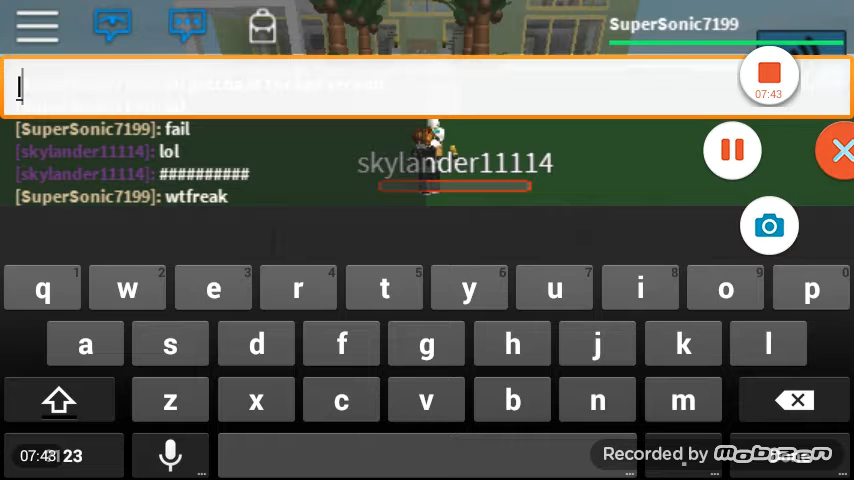 SuperSonic7199
07:43
[SuperSonic7199]: fail
[skylander11114]: lol
[skylander11114]: ##########
[SuperSonic7199]: wtfreak
skylander11114
q 1 w 2 e 3 r 4 t 5 y 6 u 7 i 8 o 9 p 0
a s d f g h j k l
z x c v b n m
07:43 23 ... ... Recorded by Mobizen